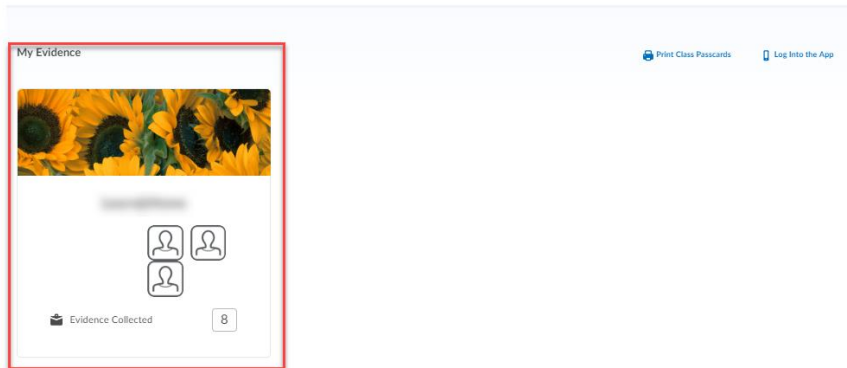 My Evidence
Print Class Passcards
Log Into the App
Evidence Collected
8